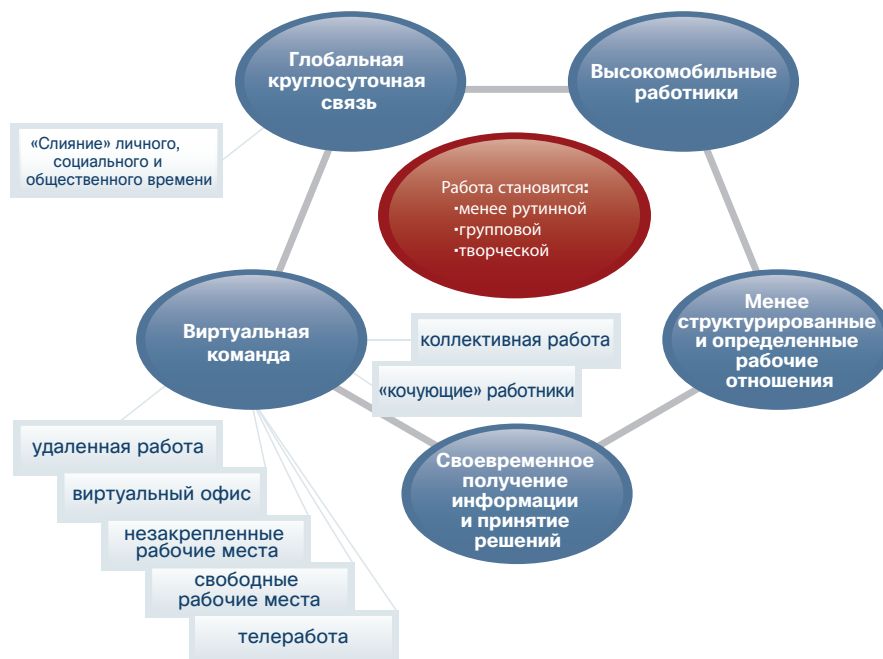 Глобальная
круглосуточная
связь
Высокомобильные
работники
«Слияние» личного,
социального и
общественного времени
Работа становится:
·менее рутинной
·групповой
·творческой
Виртуальная
команда
Менее
структурированные
и определенные
рабочие
отношения
коллективная работа
«кочующие» работники
Своевременное
получение
информации
и принятие
решений
удаленная работа
виртуальный офис
незакрепленные
рабочие места
свободные
рабочие места
телеработа